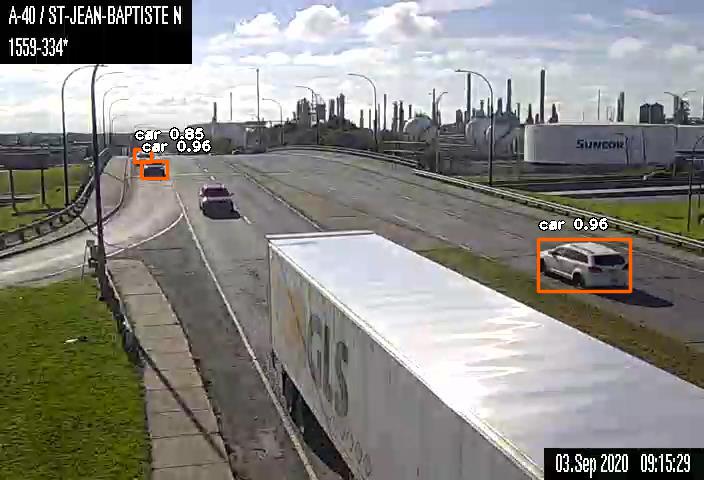 A-40 / ST-JEAN-BAPTISTE N
1559-334*
car 0.85
car 0.96
car 0.96
SUNCOR
GLS
03.Sep 2020 09:15:29